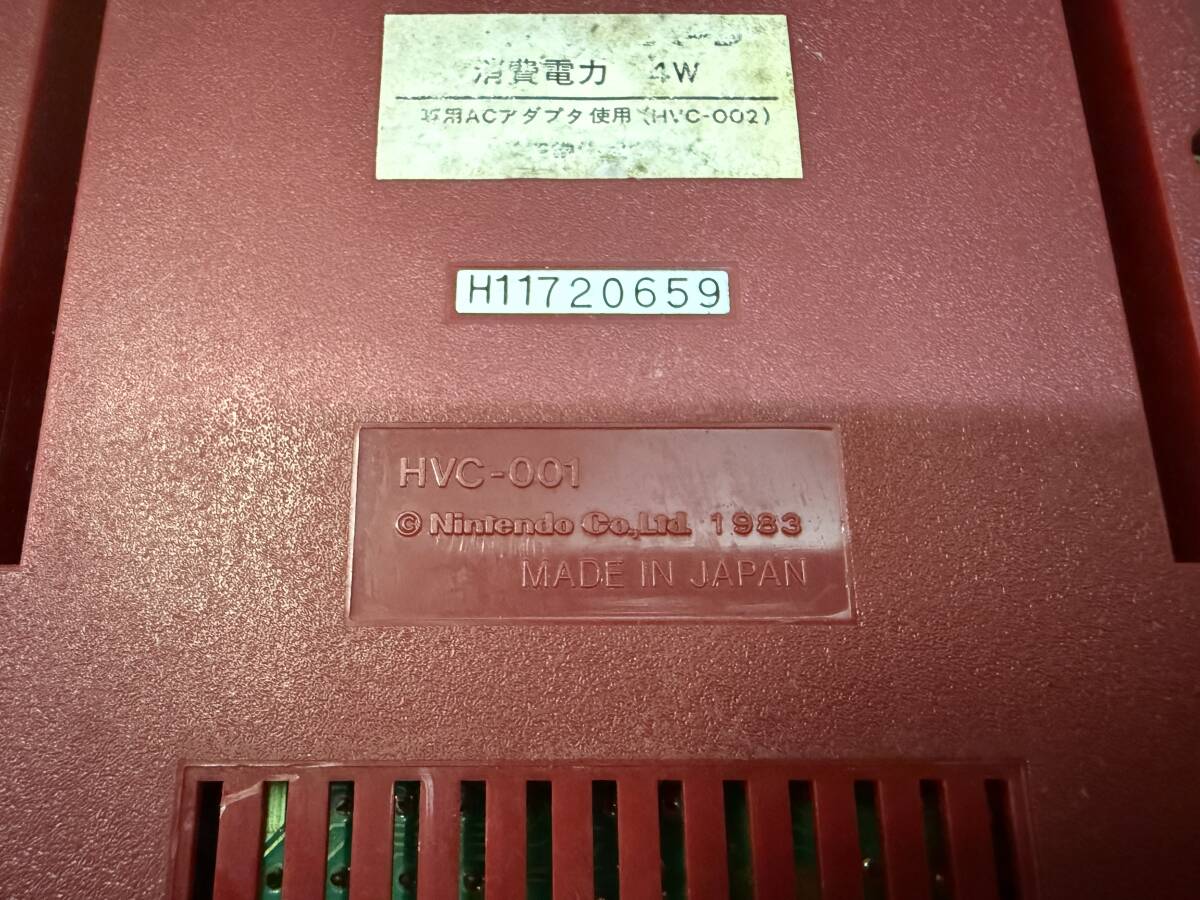 消費電力 4W
専用ACアダプタ使用(HVC-002)
H11720659
HVC-001
© Nintendo Co.,Ltd. 1983
MADE IN JAPAN